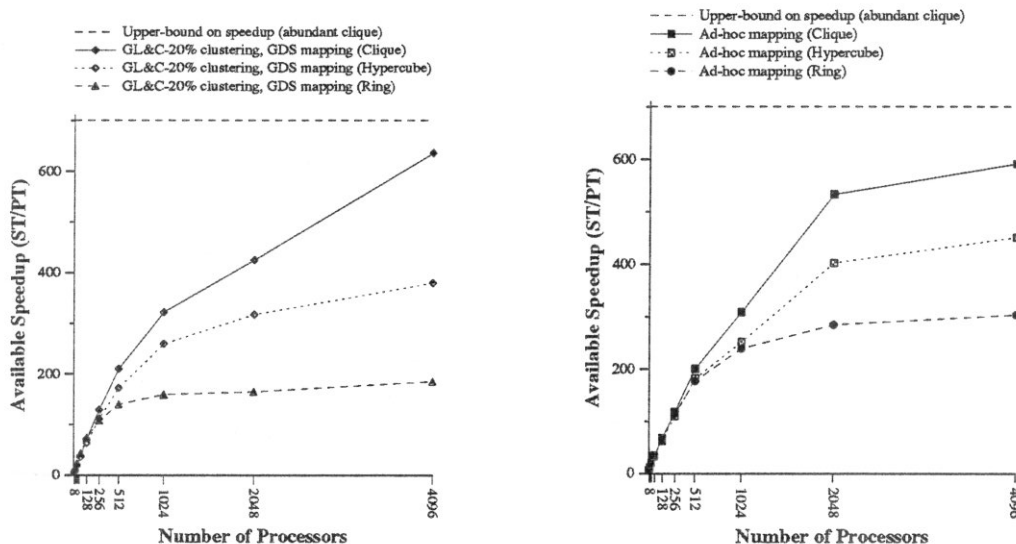 Upper-bound on speedup (abundant clique)
GL&C-20% clustering, GDS mapping (Clique)
GL&C-20% clustering, GDS mapping (Hypercube)
GL&C-20% clustering, GDS mapping (Ring)
Available Speedup (ST/PT)
600
400
200
0
8
128
256
512
1024
2048
4096
Number of Processors
Upper-bound on speedup (abundant clique)
Ad-hoc mapping (Clique)
Ad-hoc mapping (Hypercube)
Ad-hoc mapping (Ring)
Available Speedup (ST/PT)
600
400
200
0
8
128
256
512
1024
2048
4096
Number of Processors